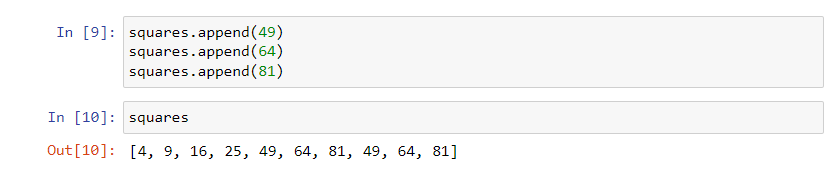 In [9]: squares.append(49)
squares.append(64)
squares.append(81)
In [10]: squares
Out[10]: [4, 9, 16, 25, 49, 64, 81, 49, 64, 81]